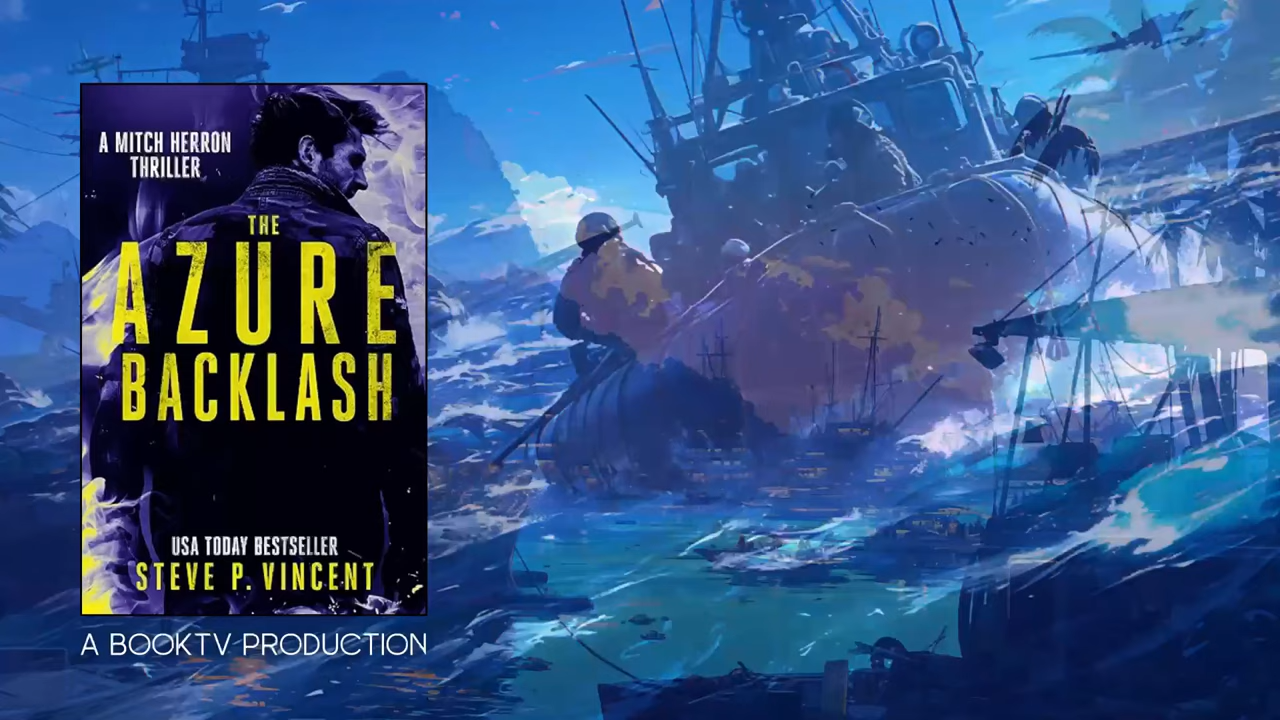 A MITCH HERRON
THRILLER
THE
AZURE
BACKLASH
USA TODAY BESTSELLER
STEVE P. VINCENT
A BOOKTV PRODUCTION